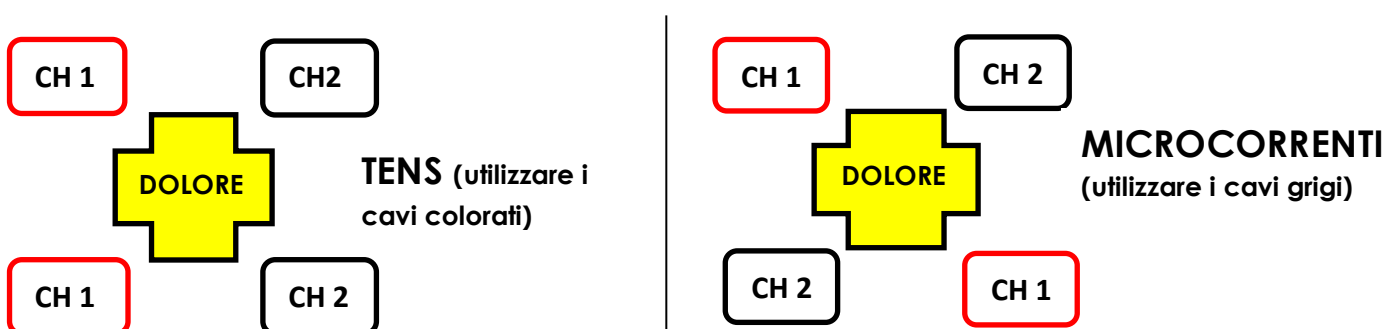 CH 1
CH2
DOLORE
TENS (utilizzare i
cavi colorati)
CH 1
CH 2
CH 1
CH 2
DOLORE
MICROCORRENTI
(utilizzare i cavi grigi)
CH 2
CH 1